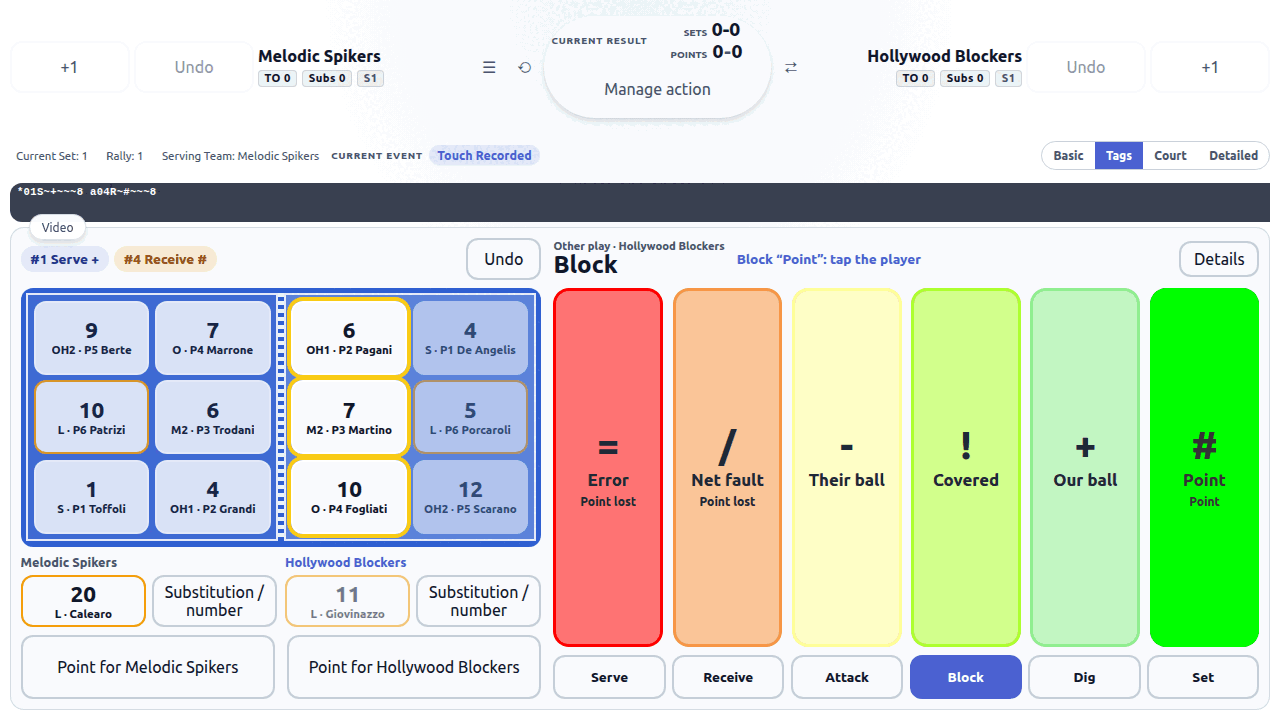 +1
Undo
Melodic Spikers
TO 0
Subs 0
S1
☰
⟲
CURRENT RESULT
SETS 0-0
POINTS 0-0
Manage action
⇄
Hollywood Blockers
TO 0
Subs 0
S1
Undo
+1
Current Set: 1
Rally: 1
Serving Team: Melodic Spikers
CURRENT EVENT
Touch Recorded
Basic
Tags
Court
Detailed
*01S~+~~~8 a04R~#~~~8
Video
#1 Serve +
#4 Receive #
Undo
Other play · Hollywood Blockers
Block
Block “Point”: tap the player
Details
9
OH2 · P5 Berte
7
O · P4 Marrone
6
OH1 · P2 Pagani
4
S · P1 De Angelis
10
L · P6 Patrizi
6
M2 · P3 Trodani
7
M2 · P3 Martino
5
L · P6 Porcaroli
1
S · P1 Toffoli
4
OH1 · P2 Grandi
10
O · P4 Fogliati
12
OH2 · P5 Scarano
=
Error
Point lost
/
Net fault
Point lost
-
Their ball
!
Covered
+
Our ball
#
Point
Point
Melodic Spikers
20
L · Calearo
Substitution /
number
Hollywood Blockers
11
L · Giovinazzo
Substitution /
number
Point for Melodic Spikers
Point for Hollywood Blockers
Serve
Receive
Attack
Block
Dig
Set